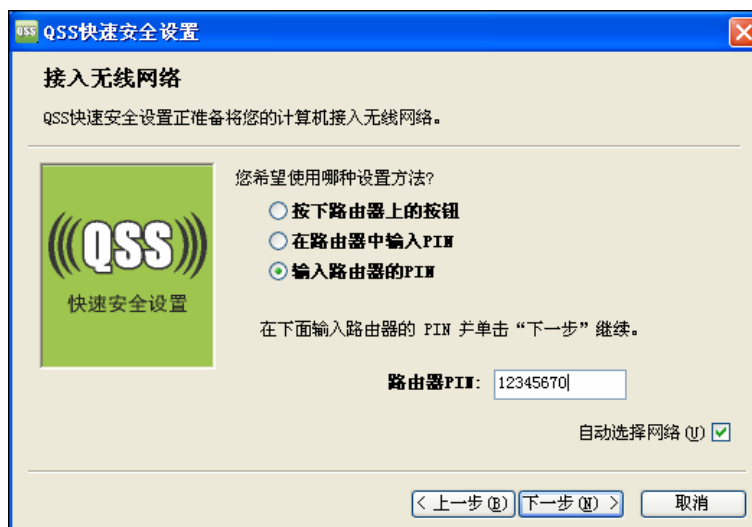 QSS QSS快速安全设置
接入无线网络
QSS快速安全设置正准备将您的计算机接入无线网络。
您希望使用哪种设置方法?
按下路由器上的按钮
在路由器中输入PIN
输入路由器的PIN
QSS
快速安全设置
在下面输入路由器的 PIN 并单击“下一步”继续。
路由器PIN: 12345670
自动选择网络(U)
< 上一步(B) 下一步(N) > 取消